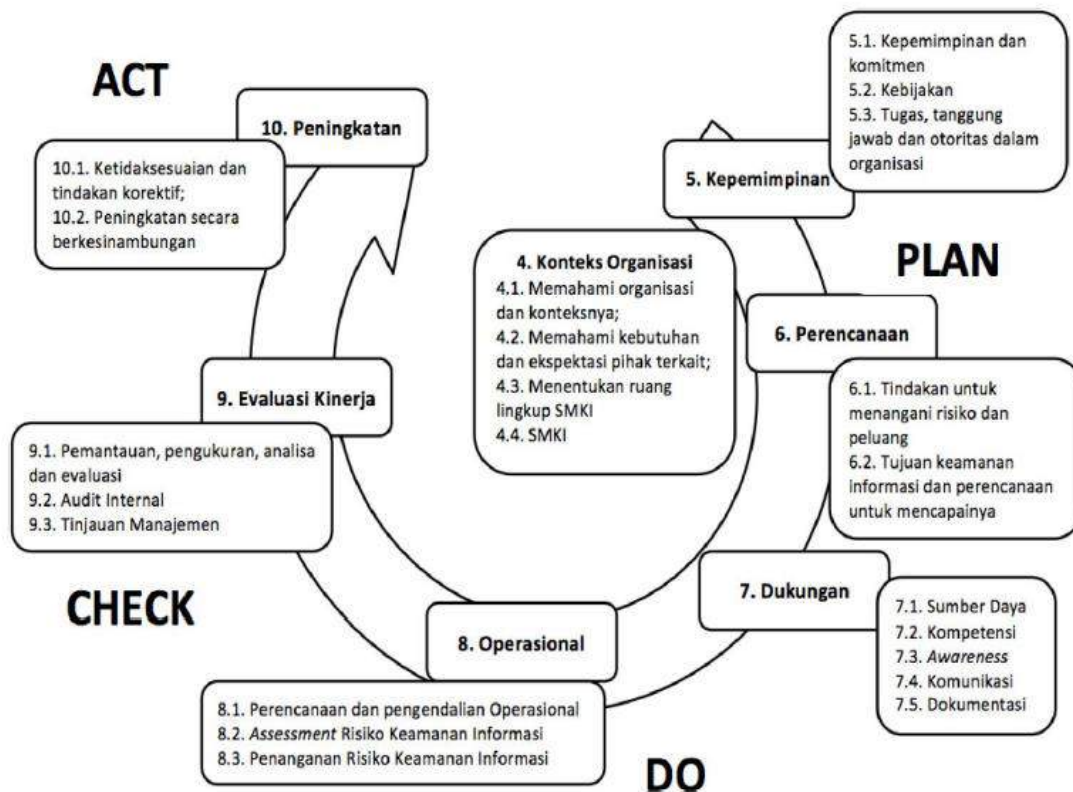 ACT
10. Peningkatan
10.1. Ketidaksesuaian dan
tindakan korektif;
10.2. Peningkatan secara
berkesinambungan
5.1. Kepemimpinan dan
komitmen
5.2. Kebijakan
5.3. Tugas, tanggung
jawab dan otoritas dalam
organisasi
5. Kepemimpinan
PLAN
4. Konteks Organisasi
4.1. Memahami organisasi
dan konteksnya;
4.2. Memahami kebutuhan
dan ekspektasi pihak terkait;
4.3. Menentukan ruang
lingkup SMKI
4.4. SMKI
6. Perencanaan
6.1. Tindakan untuk
menangani risiko dan
peluang
6.2. Tujuan keamanan
informasi dan perencanaan
untuk mencapainya
9. Evaluasi Kinerja
9.1. Pemantauan, pengukuran, analisa
dan evaluasi
9.2. Audit Internal
9.3. Tinjauan Manajemen
CHECK
7. Dukungan
7.1. Sumber Daya
7.2. Kompetensi
7.3. Awareness
7.4. Komunikasi
7.5. Dokumentasi
8. Operasional
8.1. Perencanaan dan pengendalian Operasional
8.2. Assessment Risiko Keamanan Informasi
8.3. Penanganan Risiko Keamanan Informasi
DO